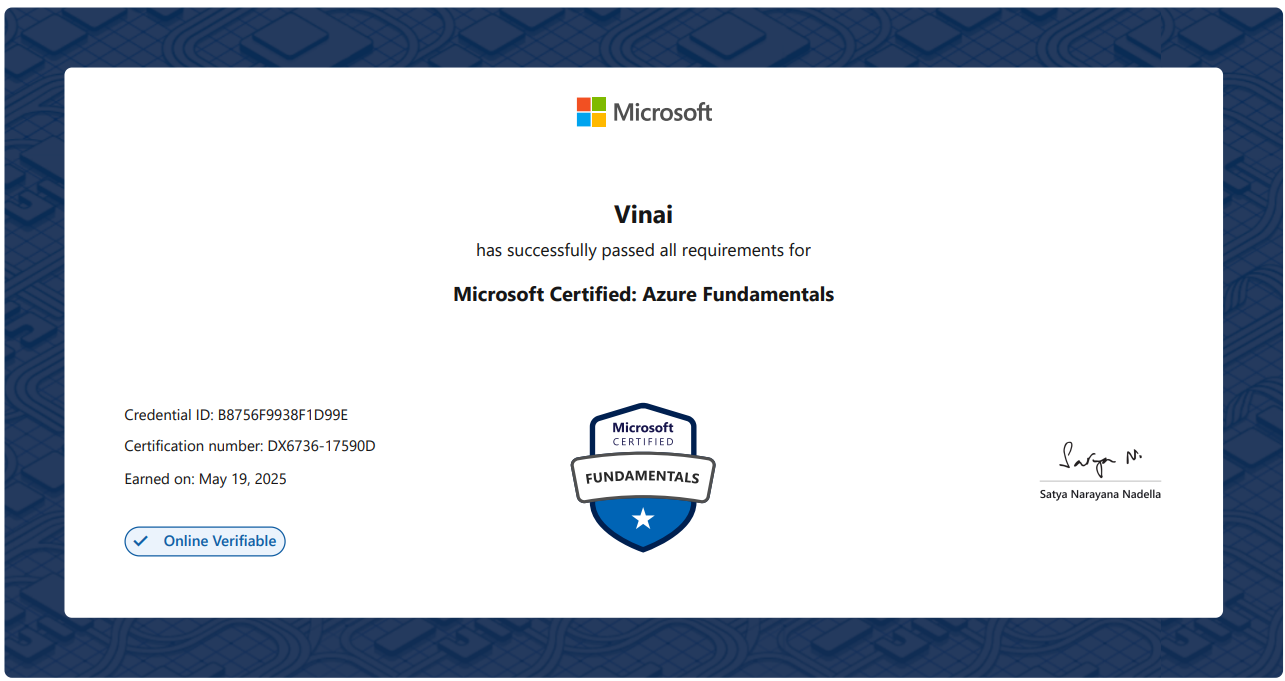 Microsoft
Vinai
has successfully passed all requirements for
Microsoft Certified: Azure Fundamentals
Credential ID: B8756F9938F1D99E
Certification number: DX6736-17590D
Earned on: May 19, 2025
Online Verifiable
Microsoft
CERTIFIED
FUNDAMENTALS
Satya N.
Satya Narayana Nadella